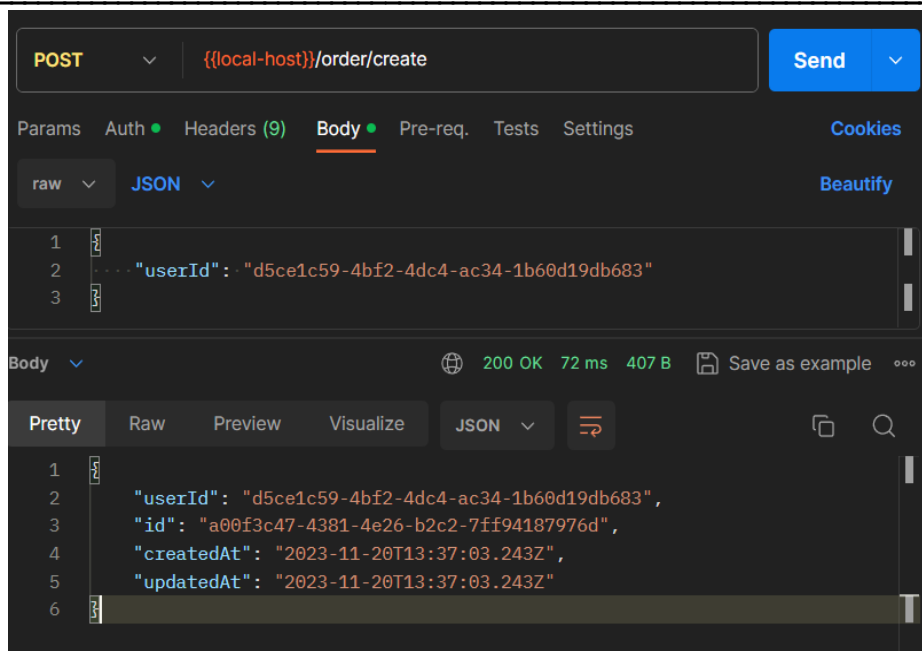 POST {{local-host}}/order/create Send
Params Auth Headers (9) Body Pre-req. Tests Settings Cookies
raw JSON Beautify
1 {
2 "userId": "d5ce1c59-4bf2-4dc4-ac34-1b60d19db683"
3 }
Body 200 OK 72 ms 407 B Save as example
Pretty Raw Preview Visualize JSON
1 {
2 "userId": "d5ce1c59-4bf2-4dc4-ac34-1b60d19db683",
3 "id": "a00f3c47-4381-4e26-b2c2-7ff94187976d",
4 "createdAt": "2023-11-20T13:37:03.243Z",
5 "updatedAt": "2023-11-20T13:37:03.243Z"
6 }